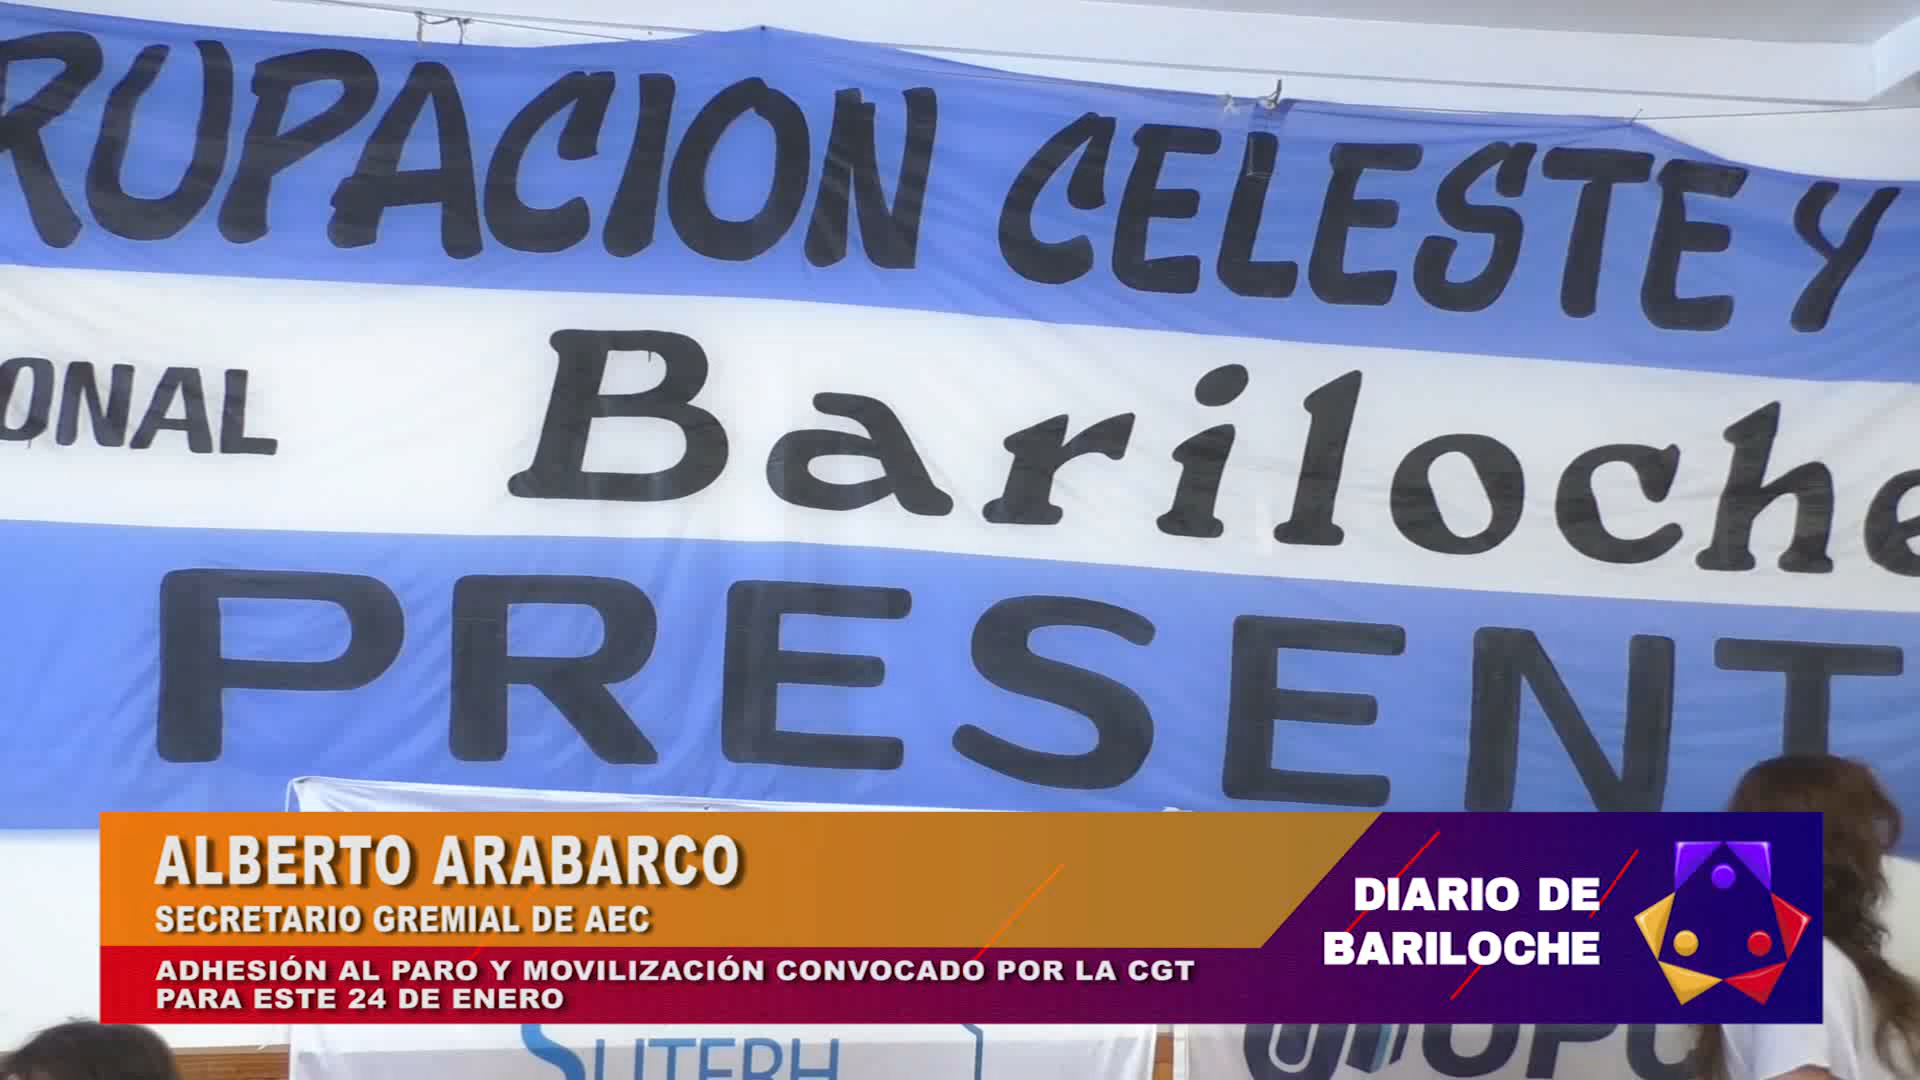 RUPACION CELESTE Y
ONAL Bariloche
PRESENT
ALBERTO ARABARCO
SECRETARIO GREMIAL DE AEC
ADHESIÓN AL PARO Y MOVILIZACIÓN CONVOCADO POR LA CGT
PARA ESTE 24 DE ENERO
DIARIO DE
BARILOCHE
SUTERH